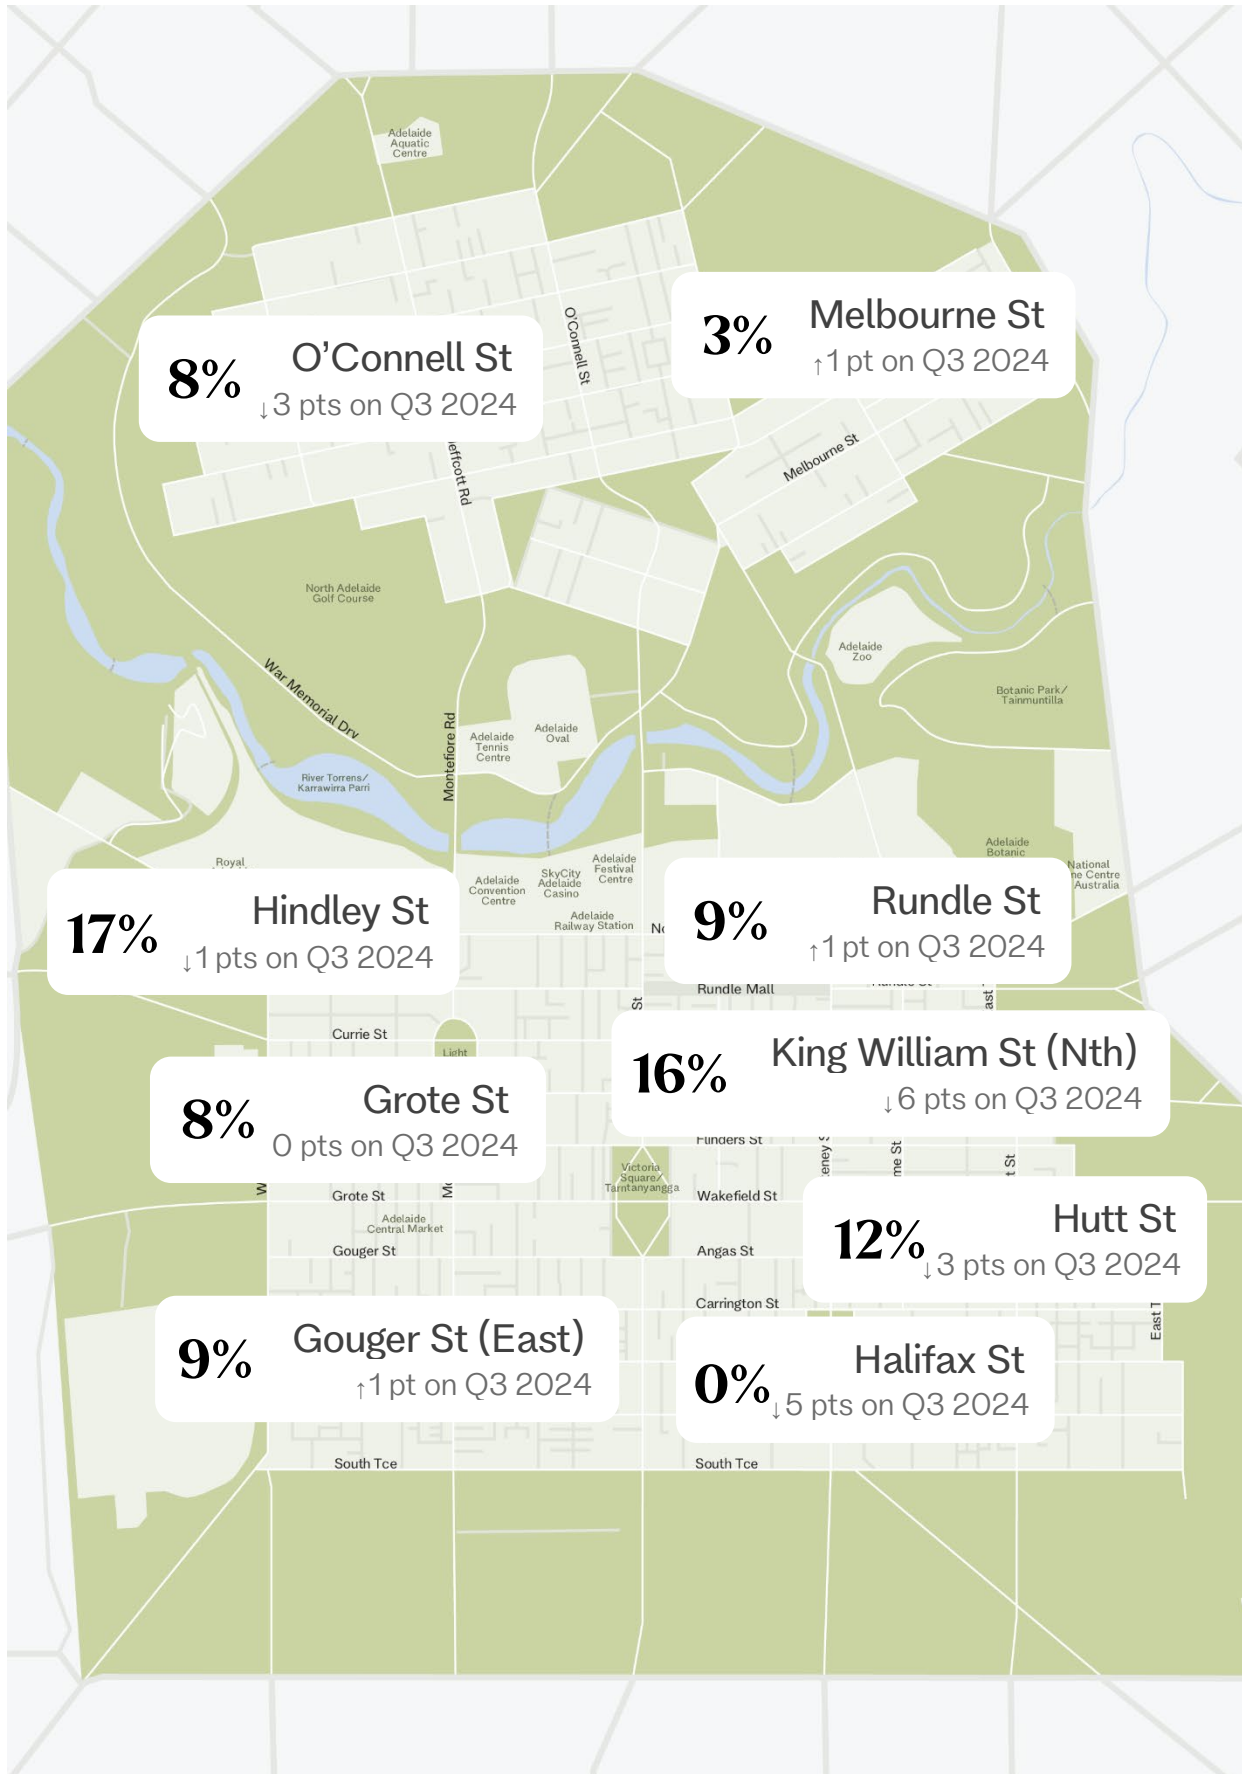 Adelaide
Aquatic
Centre
O'Connell St
3%
Melbourne St
↑1 pt on Q3 2024
8%
O'Connell St
↓3 pts on Q3 2024
Melbourne St
North Adelaide
Golf Course
Adelaide
Zoo
War Memorial Drv
Botanic Park/
Tainmuntilla
Montefiore Rd
Adelaide
Tennis
Centre
Adelaide
Oval
River Torrens/
Karrawirra Parri
Royal
Adelaide
Convention
Centre
SkyCity
Adelaide
Casino
Adelaide
Festival
Centre
Adelaide
Railway Station
Adelaide
Botanic
National
Centre
Australia
17%
Hindley St
↓1 pts on Q3 2024
9%
Rundle St
↑1 pt on Q3 2024
Rundle Mall
St
Currie St
Light
16%
King William St (Nth)
↓6 pts on Q3 2024
8%
Grote St
0 pts on Q3 2024
Flinders St
St
St
Victoria
Square/
Tarntanyangga
Grote St
Wakefield St
Adelaide
Central Market
Gouger St
Angas St
12%
Hutt St
↓3 pts on Q3 2024
Carrington St
East
9%
Gouger St (East)
↑1 pt on Q3 2024
0%
Halifax St
↓5 pts on Q3 2024
South Tce
South Tce